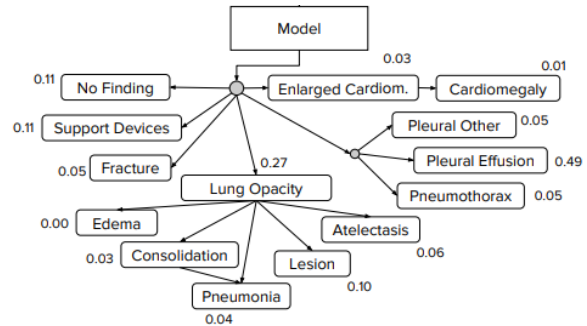 Model
0.03
0.01
0.11 No Finding
Enlarged Cardiom.
Cardiomegaly
0.11 Support Devices
Pleural Other 0.05
0.05 Fracture
0.27
Pleural Effusion 0.49
Lung Opacity
Pneumothorax 0.05
0.00 Edema
Atelectasis
0.06
0.03 Consolidation
Lesion
0.10
Pneumonia
0.04